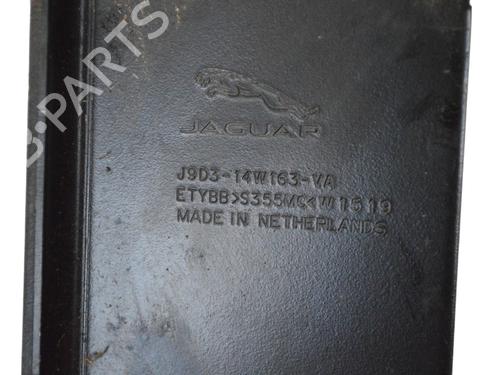 B-PARTS
JAGUAR
J9D3-14W163-VA
ETYBB>S355MC<W1519
MADE IN NETHERLANDS